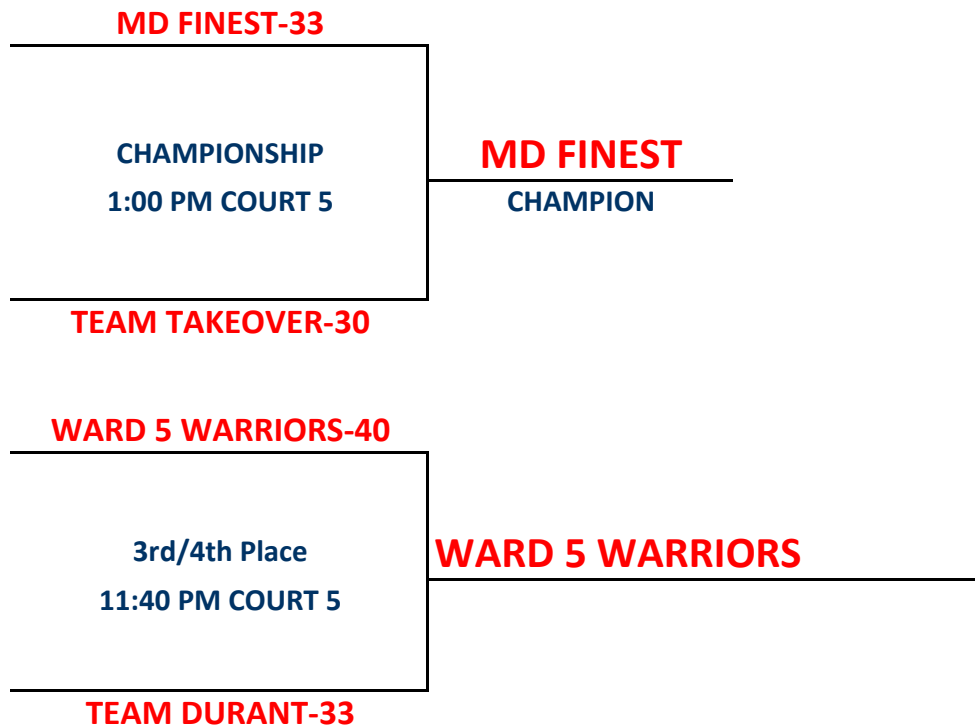 MD FINEST-33
CHAMPIONSHIP
1:00 PM COURT 5
MD FINEST
CHAMPION
TEAM TAKEOVER-30
WARD 5 WARRIORS-40
3rd/4th Place
11:40 PM COURT 5
WARD 5 WARRIORS
TEAM DURANT-33